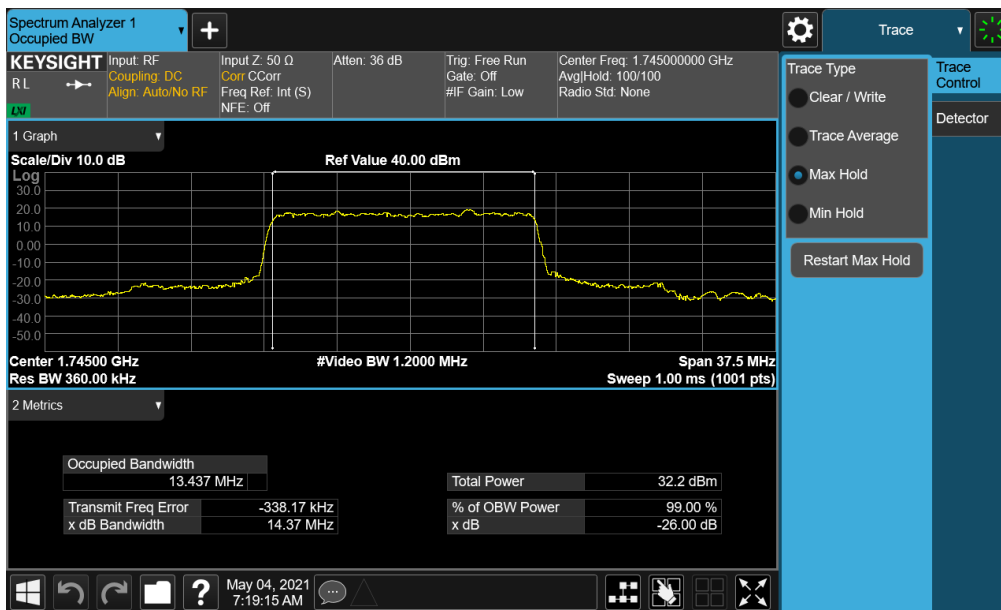 Spectrum Analyzer 1
Occupied BW
Trace
KEYSIGHT
R L
LXI
Input: RF
Coupling: DC
Align: Auto/No RF
Input Z: 50 Ω
Corr CCorr
Freq Ref: Int (S)
NFE: Off
Atten: 36 dB
Trig: Free Run
Gate: Off
#IF Gain: Low
Center Freq: 1.745000000 GHz
Avg|Hold: 100/100
Radio Std: None
Trace Type
Clear / Write
Trace Average
Max Hold
Min Hold
Restart Max Hold
Trace
Control
Detector
1 Graph
Scale/Div 10.0 dB
Ref Value 40.00 dBm
Log
30.0
20.0
10.0
0.00
-10.0
-20.0
-30.0
-40.0
-50.0
Center 1.74500 GHz
#Video BW 1.2000 MHz
Span 37.5 MHz
Res BW 360.00 kHz
Sweep 1.00 ms (1001 pts)
2 Metrics
Occupied Bandwidth
13.437 MHz
Total Power 32.2 dBm
Transmit Freq Error -338.17 kHz
% of OBW Power 99.00 %
x dB Bandwidth 14.37 MHz
x dB -26.00 dB
?
May 04, 2021
7:19:15 AM